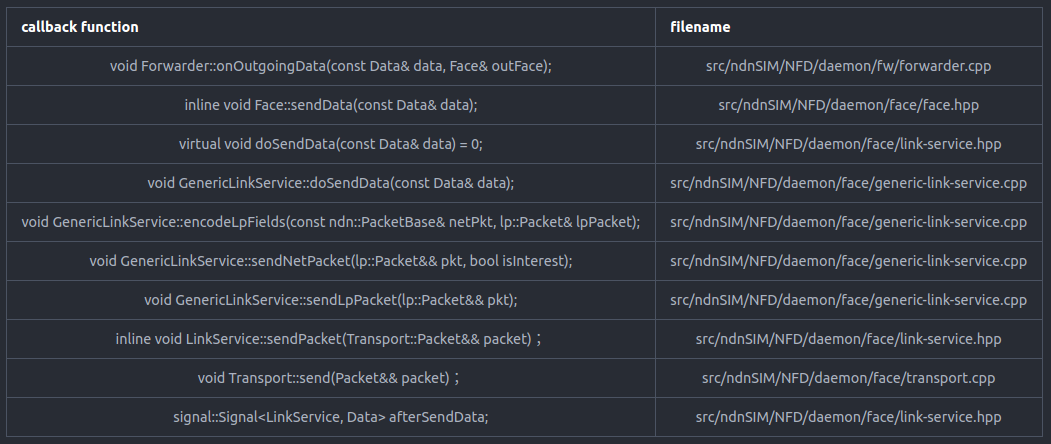 callback function filename
void Forwarder::onOutgoingData(const Data& data, Face& outFace); src/ndnSIM/NFD/daemon/fw/forwarder.cpp
inline void Face::sendData(const Data& data); src/ndnSIM/NFD/daemon/face/face.hpp
virtual void doSendData(const Data& data) = 0; src/ndnSIM/NFD/daemon/face/link-service.hpp
void GenericLinkService::doSendData(const Data& data); src/ndnSIM/NFD/daemon/face/generic-link-service.cpp
void GenericLinkService::encodeLpFields(const ndn::PacketBase& netPkt, lp::Packet& lpPacket); src/ndnSIM/NFD/daemon/face/generic-link-service.cpp
void GenericLinkService::sendNetPacket(lp::Packet&& pkt, bool isInterest); src/ndnSIM/NFD/daemon/face/generic-link-service.cpp
void GenericLinkService::sendLpPacket(lp::Packet&& pkt); src/ndnSIM/NFD/daemon/face/generic-link-service.cpp
inline void LinkService::sendPacket(Transport::Packet&& packet)； src/ndnSIM/NFD/daemon/face/link-service.hpp
void Transport::send(Packet&& packet)； src/ndnSIM/NFD/daemon/face/transport.cpp
signal::Signal<LinkService, Data> afterSendData; src/ndnSIM/NFD/daemon/face/link-service.hpp